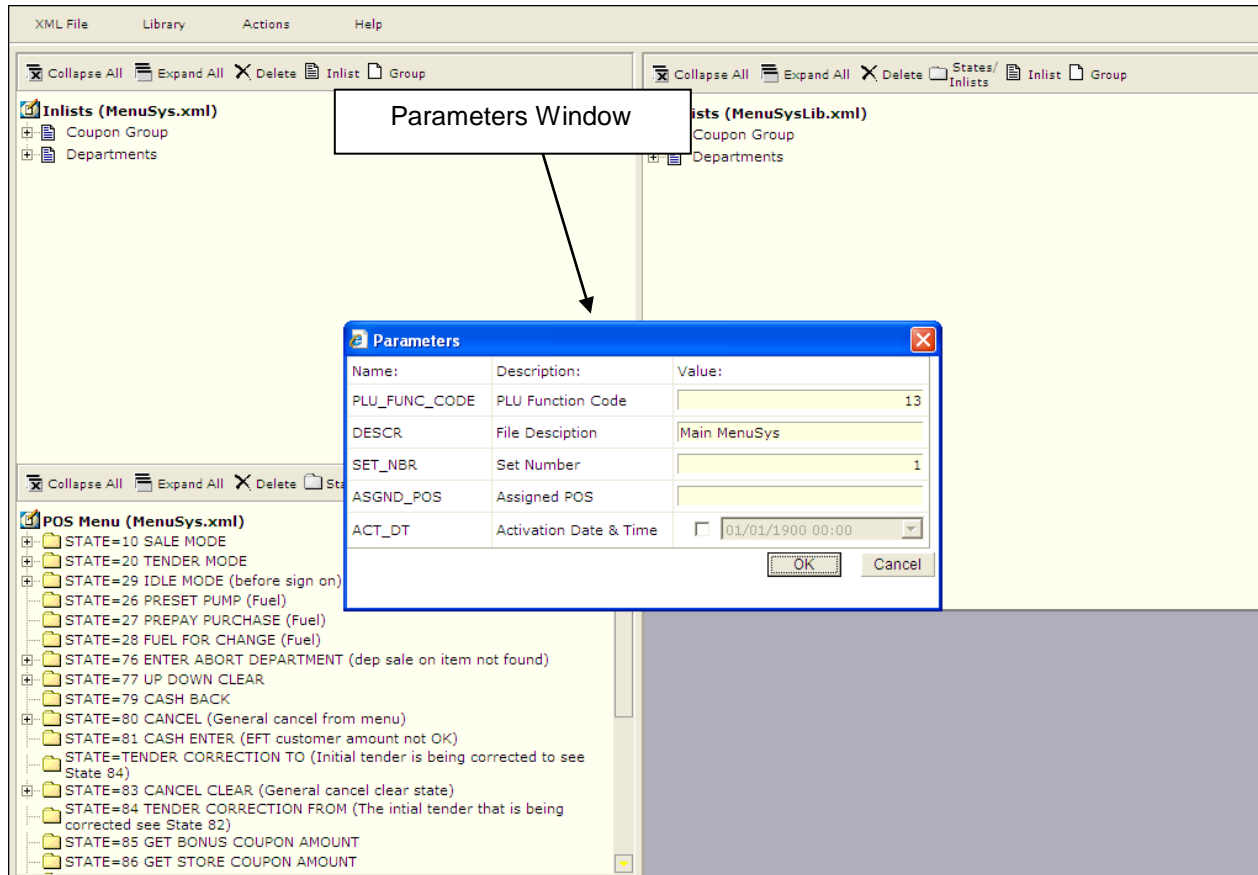 XML File Library Actions Help
Collapse All Expand All Delete Inlist Group
Inlists (MenuSys.xml)
Coupon Group
Departments
Collapse All Expand All Delete States/
Inlists Inlist Group
ists (MenuSysLib.xml)
Coupon Group
Departments
Parameters Window
Parameters
Name: Description: Value:
PLU_FUNC_CODE PLU Function Code 13
DESCR File Desciption Main MenuSys
SET_NBR Set Number 1
ASGND_POS Assigned POS
ACT_DT Activation Date & Time 01/01/1900 00:00
OK Cancel
Collapse All Expand All Delete Sta
POS Menu (MenuSys.xml)
STATE=10 SALE MODE
STATE=20 TENDER MODE
STATE=29 IDLE MODE (before sign on)
STATE=26 PRESET PUMP (Fuel)
STATE=27 PREPAY PURCHASE (Fuel)
STATE=28 FUEL FOR CHANGE (Fuel)
STATE=76 ENTER ABORT DEPARTMENT (dep sale on item not found)
STATE=77 UP DOWN CLEAR
STATE=79 CASH BACK
STATE=80 CANCEL (General cancel from menu)
STATE=81 CASH ENTER (EFT customer amount not OK)
STATE=TENDER CORRECTION TO (Initial tender is being corrected to see
State 84)
STATE=83 CANCEL CLEAR (General cancel clear state)
STATE=84 TENDER CORRECTION FROM (The intial tender that is being
corrected see State 82)
STATE=85 GET BONUS COUPON AMOUNT
STATE=86 GET STORE COUPON AMOUNT